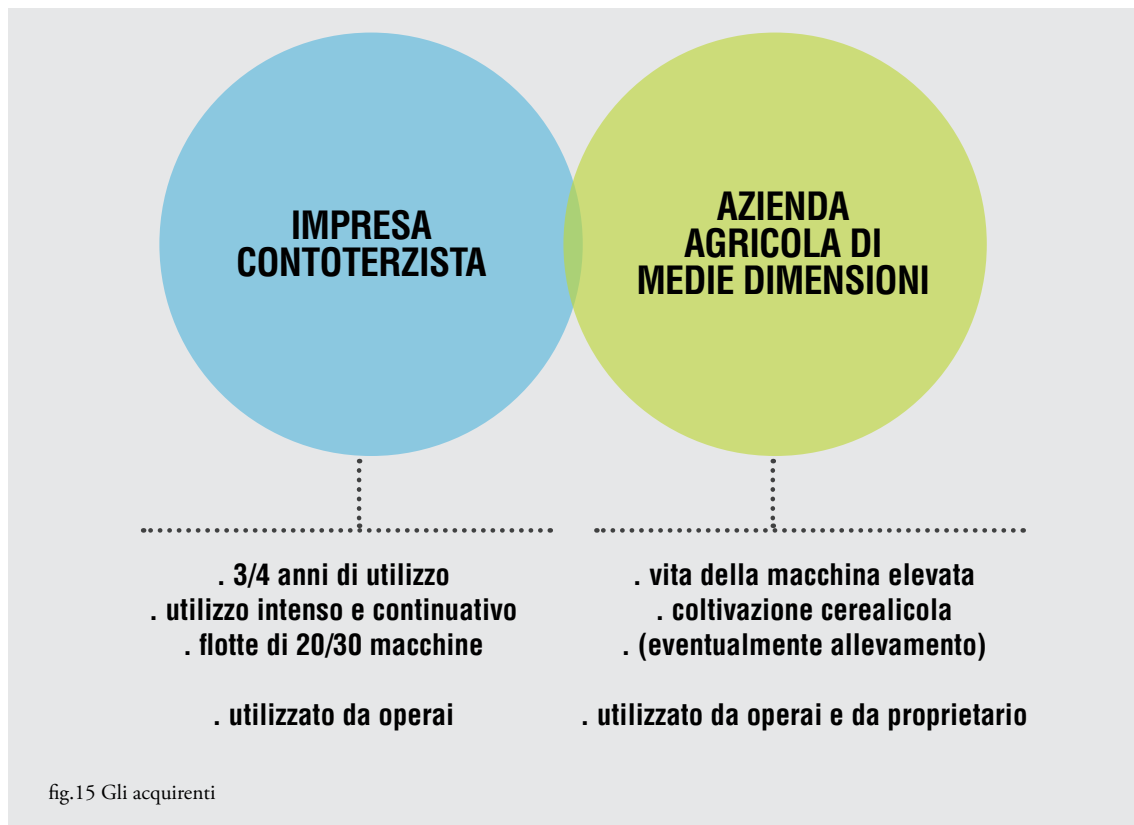 IMPRESA
CONTOTERZISTA
AZIENDA
AGRICOLA DI
MEDIE DIMENSIONI
. 3/4 anni di utilizzo
. utilizzo intenso e continuativo
. flotte di 20/30 macchine
. utilizzato da operai
. vita della macchina elevata
. coltivazione cerealicola
. (eventualmente allevamento)
. utilizzato da operai e da proprietario
fig.15 Gli acquirenti